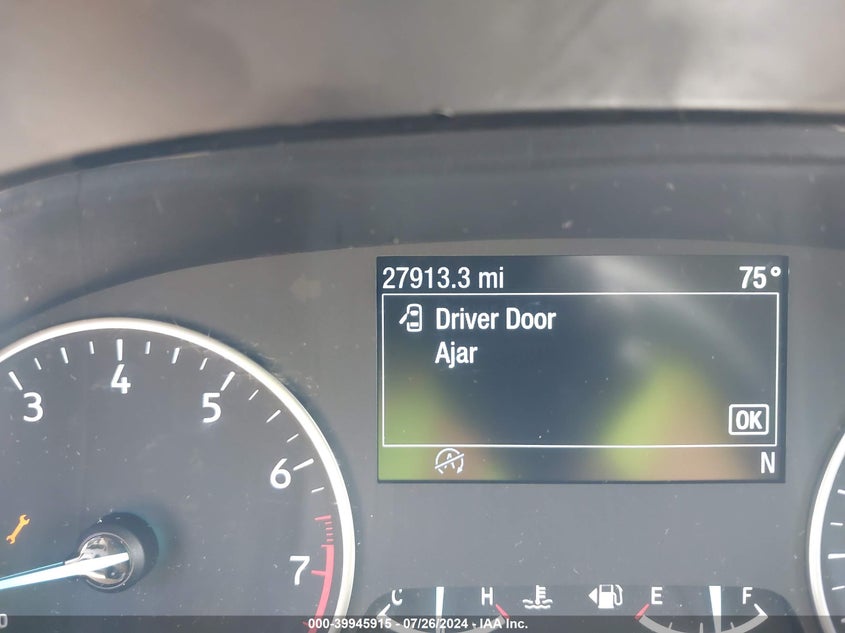 27913.3 mi 75°
Driver Door
Ajar
OK
N
3 4 5 6 7
0
C H E F
000-39945915 - 07/26/2024 - IAA Inc.